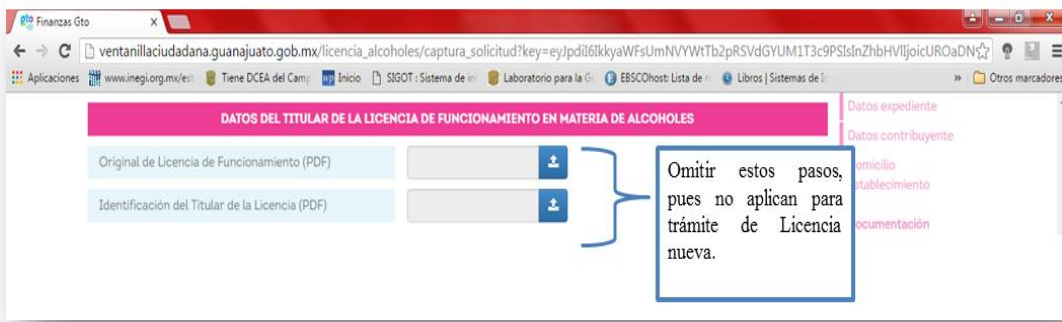 gto Finanzas Gto
ventanillaciudadana.guanajuato.gob.mx/licencia_alcoholes/captura_solicitud?key=
Aplicaciones www.inegi.org.mx/est Tiene DCEA del Camp Inicio SIGOT : Sistema de in Laboratorio para la G EBSCOhost: Lista de Libros | Sistemas de I » Otros marcadores
DATOS DEL TITULAR DE LA LICENCIA DE FUNCIONAMIENTO EN MATERIA DE ALCOHOLES
Original de Licencia de Funcionamiento (PDF)
Identificación del Titular de la Licencia (PDF)
Omitir estos pasos,
pues no aplican para
trámite de Licencia
nueva.
Datos expediente
Datos contribuyente
omicilio
stablecimiento
ocumentación